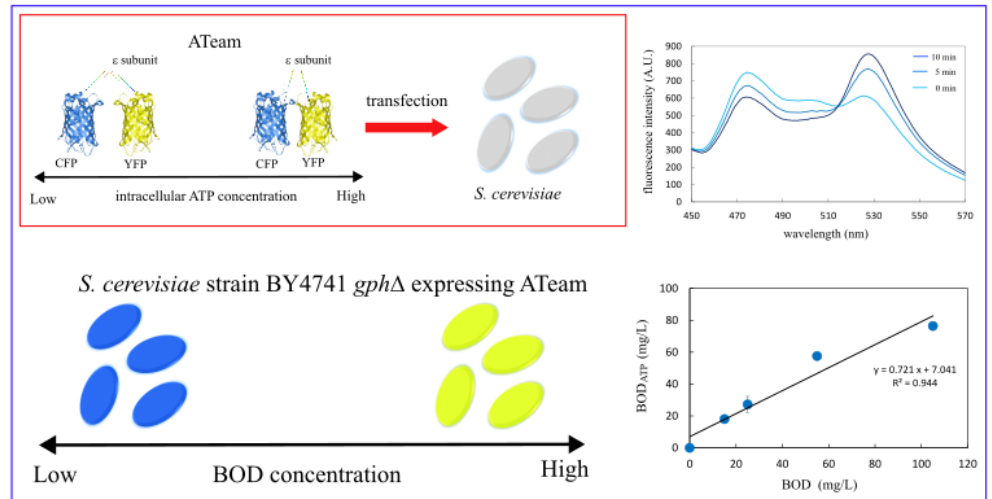 ATeam
ε subunit
ε subunit
CFP
YFP
CFP
YFP
Low
intracellular ATP concentration
High
transfection
S. cerevisiae
fluorescence intensity (A.U.)
900
800
700
600
500
400
300
200
100
0
10 min
5 min
0 min
450
470
490
510
530
550
570
wavelength (nm)
S. cerevisiae strain BY4741 gphΔ expressing ATeam
Low
BOD concentration
High
BOD_ATP (mg/L)
100
80
60
40
20
0
y = 0.721 x + 7.041
R² = 0.944
0
20
40
60
80
100
120
BOD (mg/L)